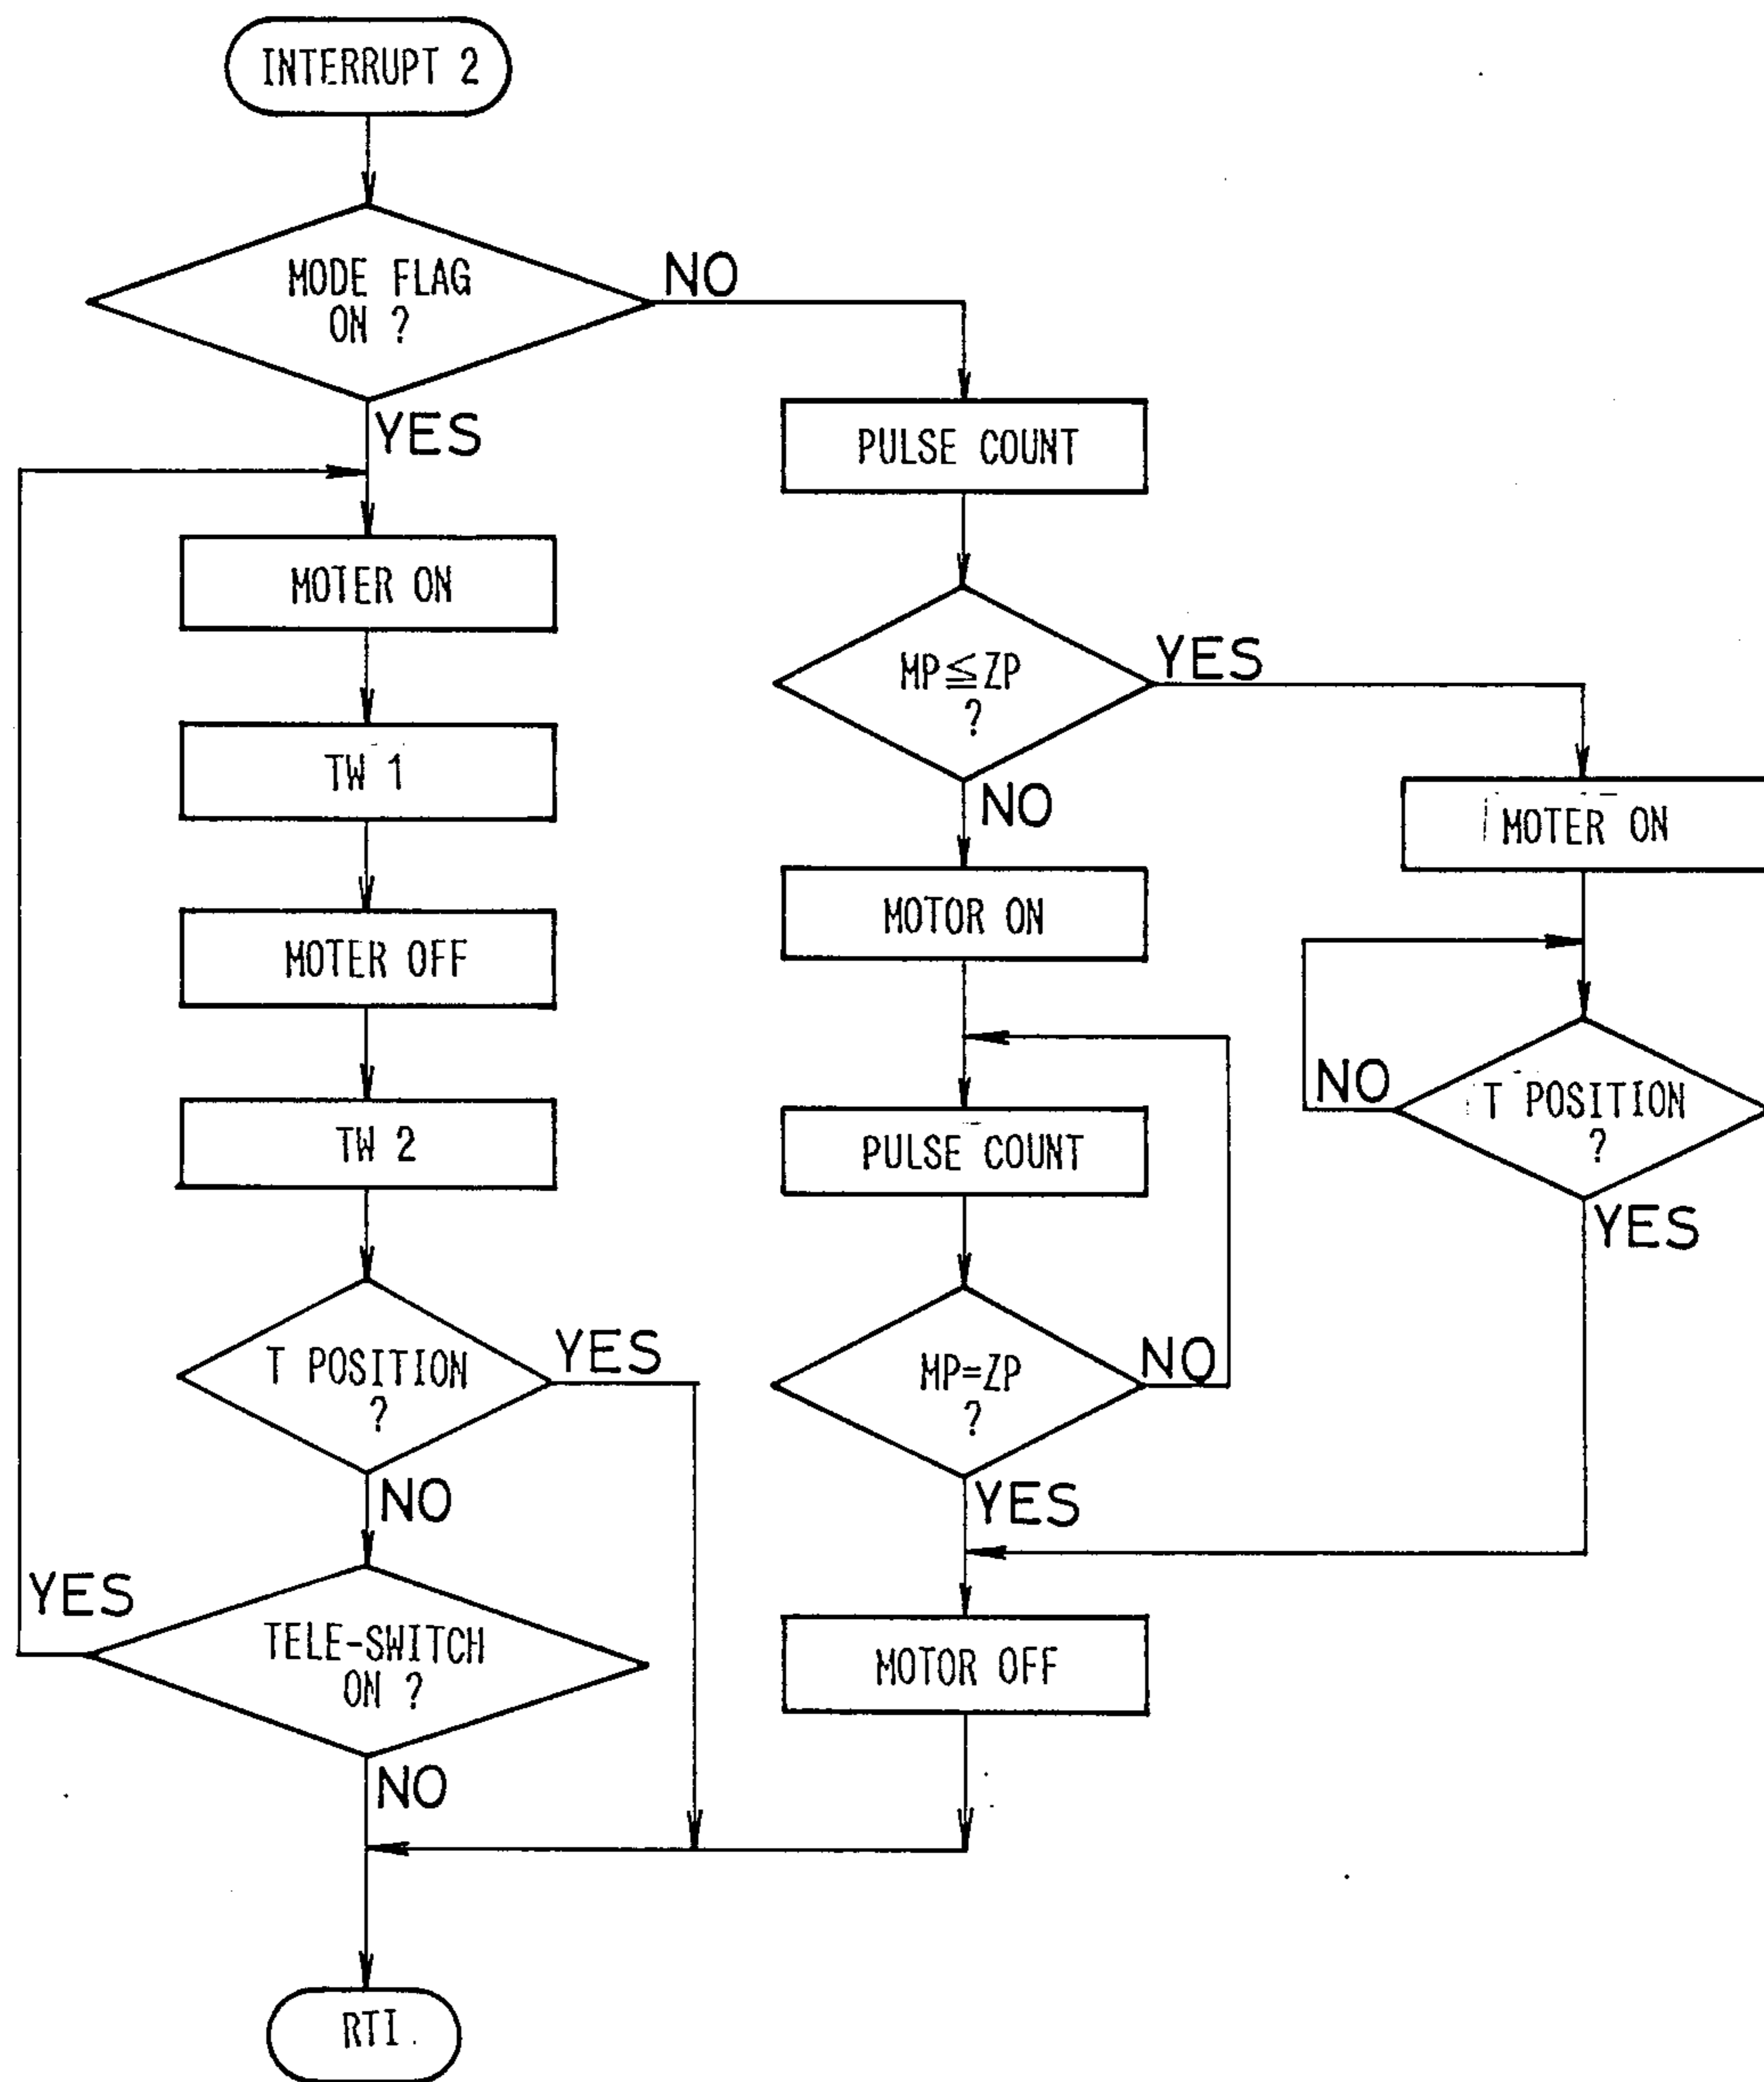 INTERRUPT 2
MODE FLAG
ON ?
NO
YES
MOTER ON
TW 1
MOTER OFF
TW 2
T POSITION
?
YES
NO
TELE-SWITCH
ON ?
YES
NO
RTI
PULSE COUNT
MP≦ZP
?
YES
NO
MOTOR ON
PULSE COUNT
MP=ZP
?
NO
YES
MOTOR OFF
MOTER ON
T POSITION
?
NO
YES